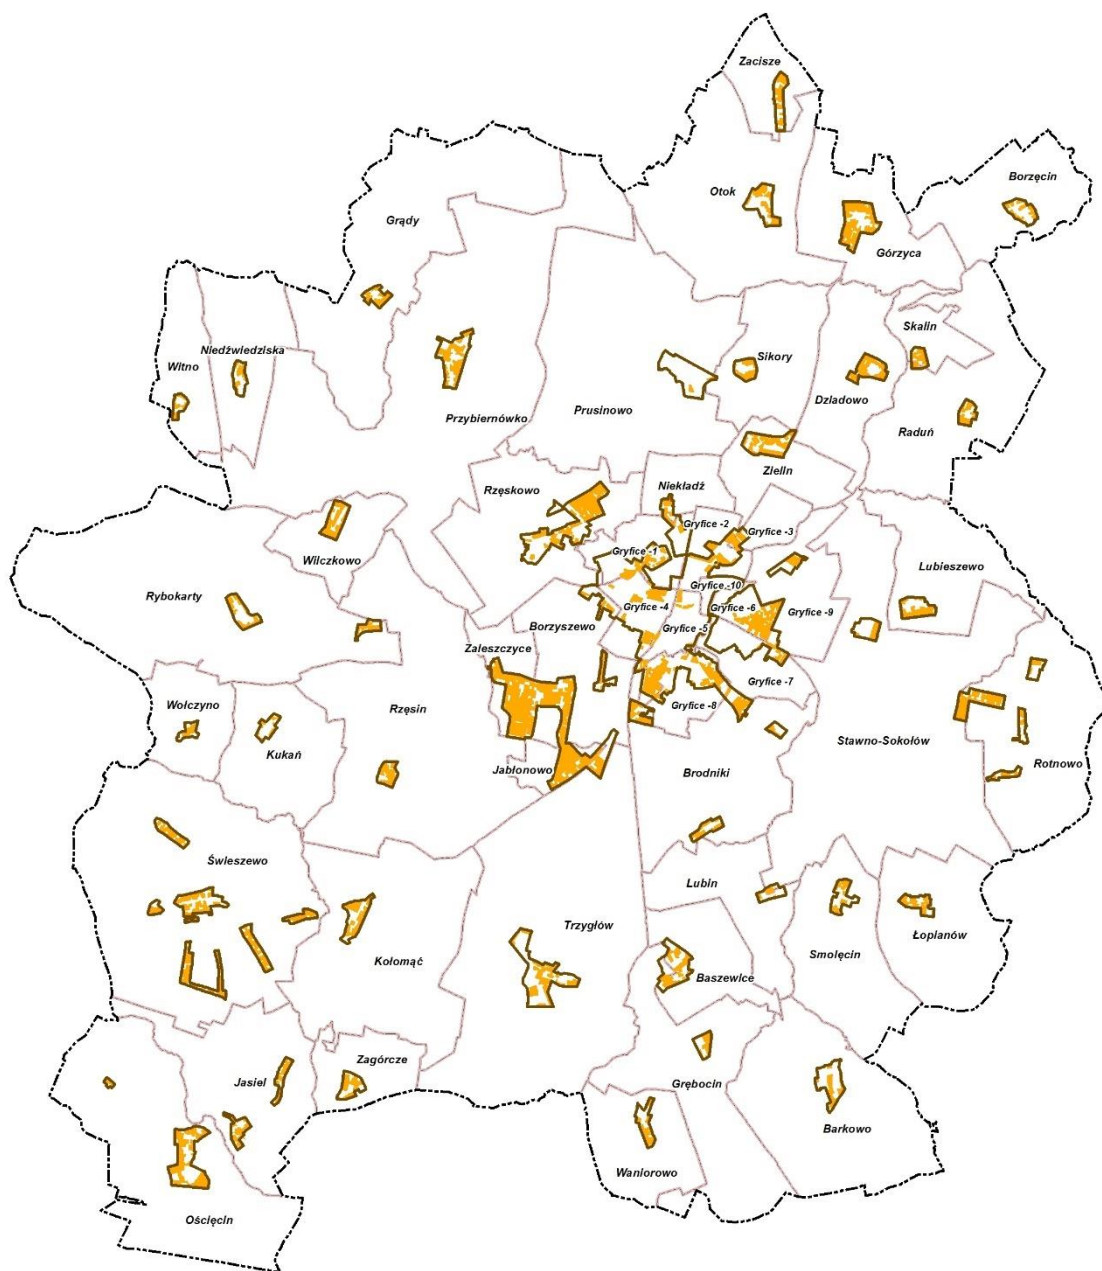 Zacisze
Borzęcin
Otok
Grądy
Górzyca
Skalin
Niedźwiedziska
Sikory
Witno
Dziadowo
Prusinowo
Przybiernówko
Raduń
Zielin
Niekładź
Rzęskowo
Gryfice -2
Gryfice -3
Gryfice -1
Wilczkowo
Lubieszewo
Gryfice -10
Rybokarty
Gryfice -4
Gryfice -6
Gryfice -9
Borzyszewo
Gryfice -5
Zaleszczyce
Gryfice -7
Wołczyno
Rzęsin
Gryfice -8
Stawno-Sokołów
Kukań
Rotnowo
Jabłonowo
Brodniki
Świeszewo
Lubin
Trzygłów
Łopianów
Smolęcin
Kołomąć
Baszewice
Zagórcze
Jasiel
Grębocin
Barkowo
Waniorowo
Ościęcin